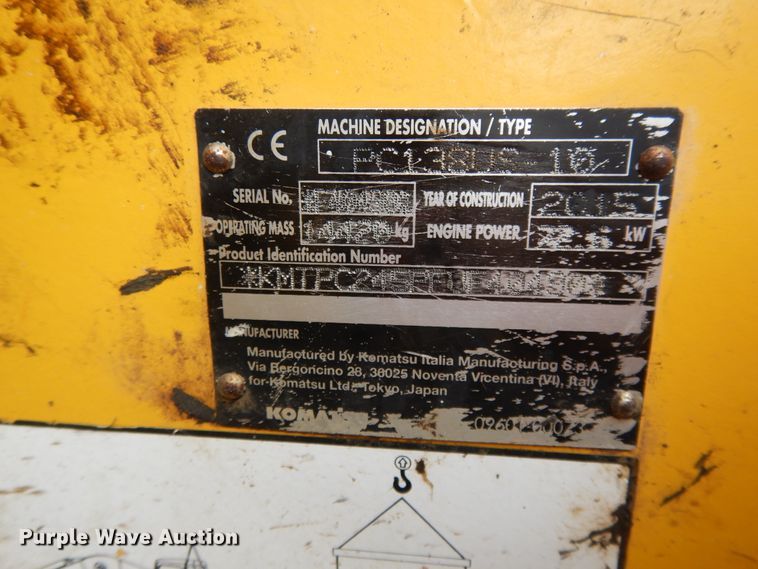 CE MACHINE DESIGNATION / TYPE
PC138US-10
SERIAL No. YEAR OF CONSTRUCTION 2015
OPERATING MASS kg ENGINE POWER kW
Product Identification Number
MANUFACTURER
Manufactured by Komatsu Italia Manufacturing S.p.A.,
Via Bergoncino 28, 36025 Noventa Vicentina (VI), Italy
for Komatsu Ltd. Tokyo, Japan
Purple Wave Auction